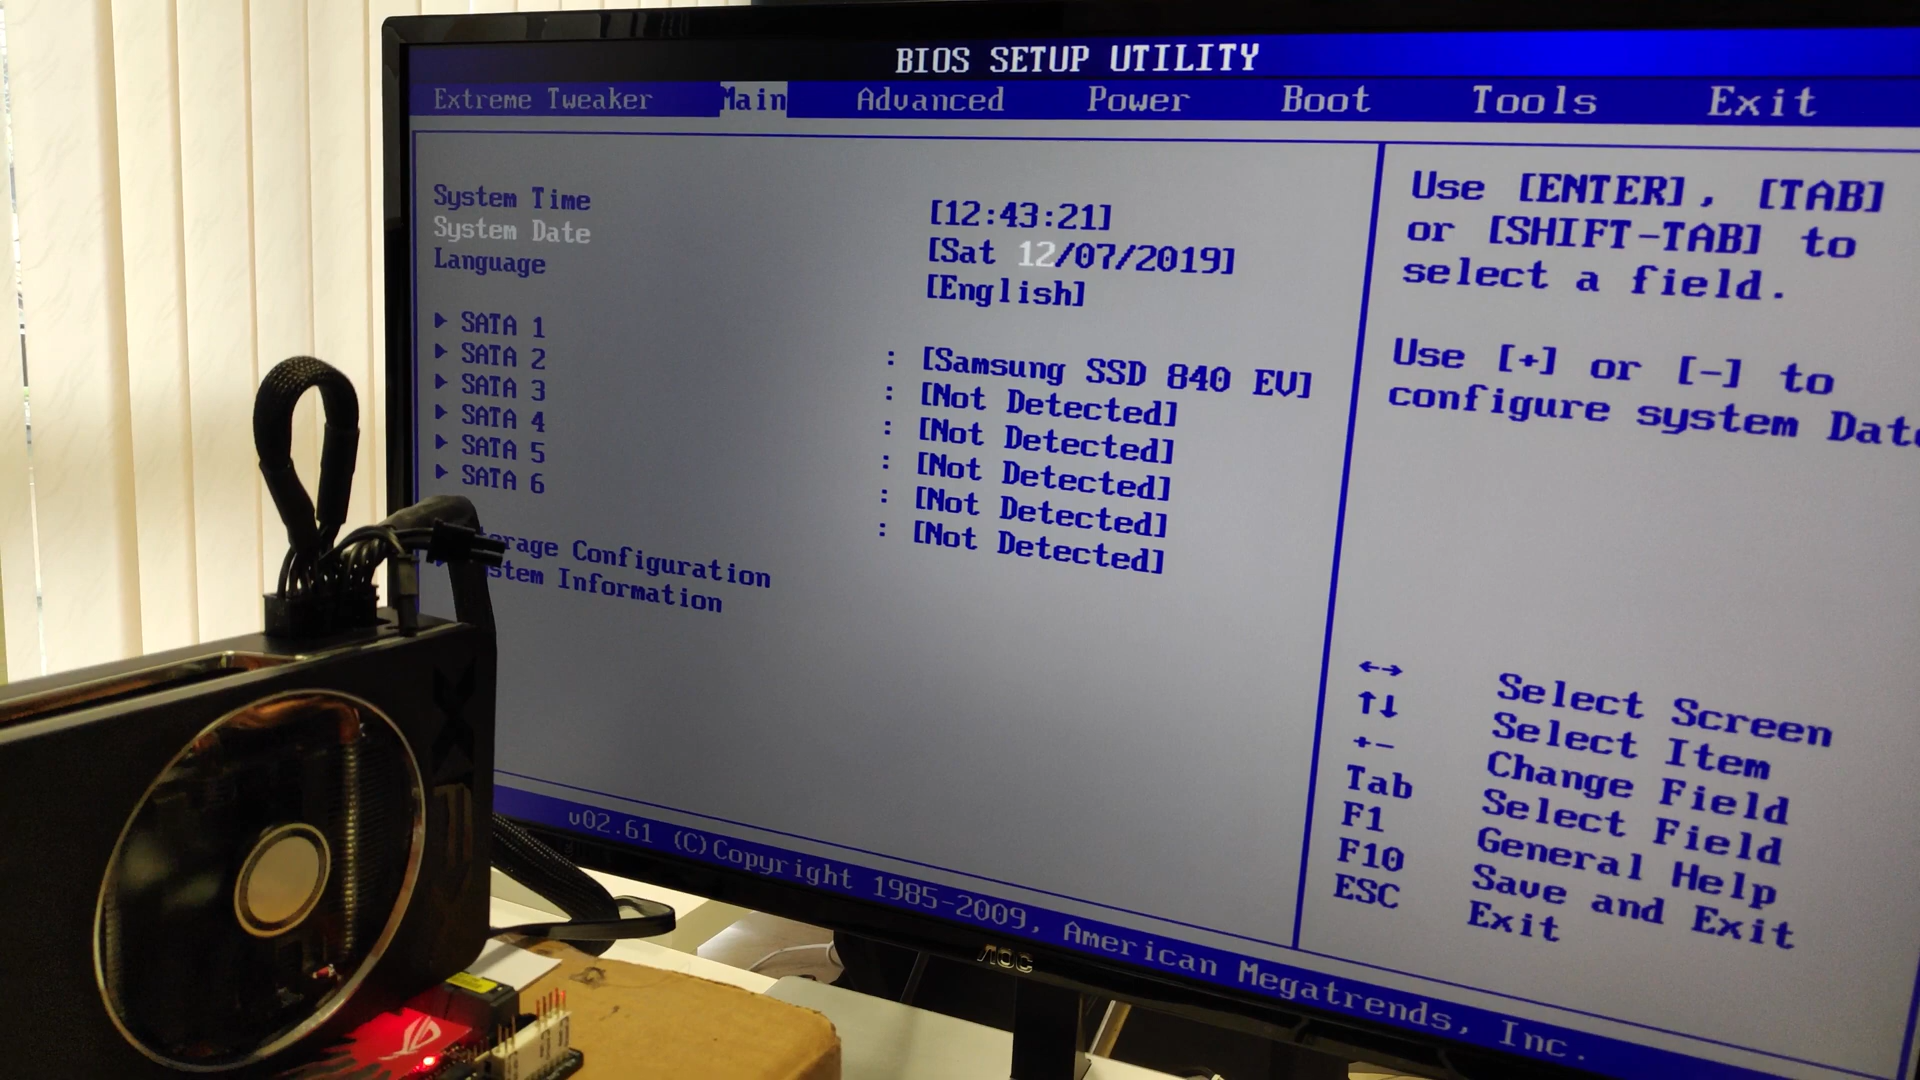 BIOS SETUP UTILITY
Extreme Tweaker Main Advanced Power Boot Tools Exit
System Time [12:43:21]
System Date [Sat 12/07/2019]
Language [English]
SATA 1 : [Samsung SSD 840 EV]
SATA 2 : [Not Detected]
SATA 3 : [Not Detected]
SATA 4 : [Not Detected]
SATA 5 : [Not Detected]
SATA 6 : [Not Detected]
orage Configuration
stem Information
Use [ENTER], [TAB]
or [SHIFT-TAB] to
select a field.
Use [+] or [-] to
configure system Date
↔ Select Screen
↑↓ Select Item
+- Change Field
Tab Select Field
F1 General Help
F10 Save and Exit
ESC Exit
v02.61 (C)Copyright 1985-2009, American Megatrends, Inc.
AOC